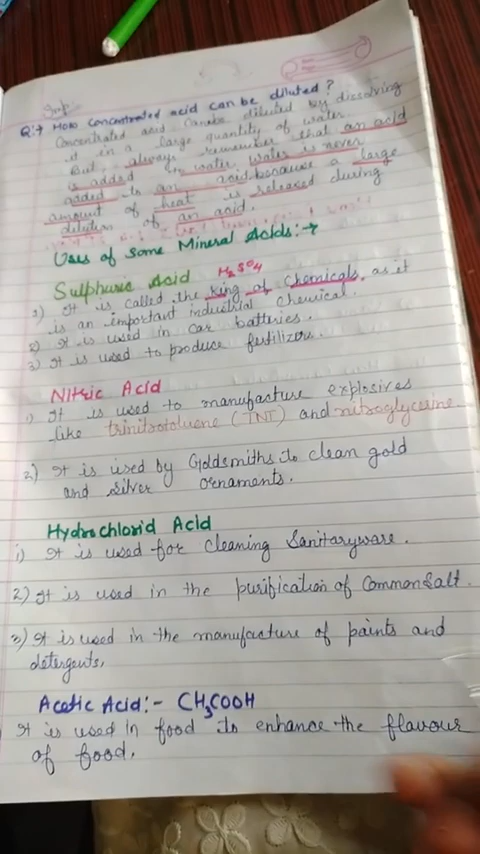 Imp
Q:→ How concentrated acid can be diluted?
Concentrated acid can be diluted by dissolving
it in a large quantity of water.
But, always remember that an acid
is added to water, water is never
added to an acid because a large
amount of heat is released during
dilution of an acid.
Uses of Some Mineral Acids:→
Sulphuric Acid H2SO4
1) It is called the king of chemicals as it
is an important industrial chemical.
2) It is used in car batteries.
3) It is used to produce fertilizers.
Nitric Acid
1) It is used to manufacture explosives
like trinitrotoluene (TNT) and nitroglycerine
2) It is used by Goldsmiths to clean gold
and silver ornaments.
Hydrochlorid Acid
1) It is used for cleaning Sanitaryware.
2) It is used in the purification of Common Salt.
3) It is used in the manufacture of paints and
detergents.
Acetic Acid:- CH3COOH
It is used in food to enhance the flavour
of food.